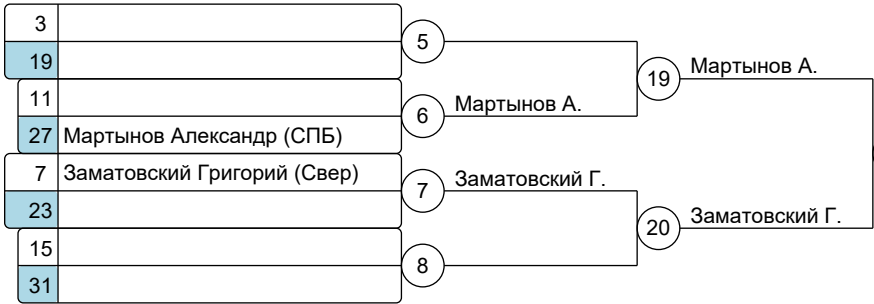 3
5
19
19
Мартынов А.
11
6
Мартынов А.
27 Мартынов Александр (СПБ)
7 Заматовский Григорий (Свер)
7
Заматовский Г.
23
20
Заматовский Г.
15
8
31